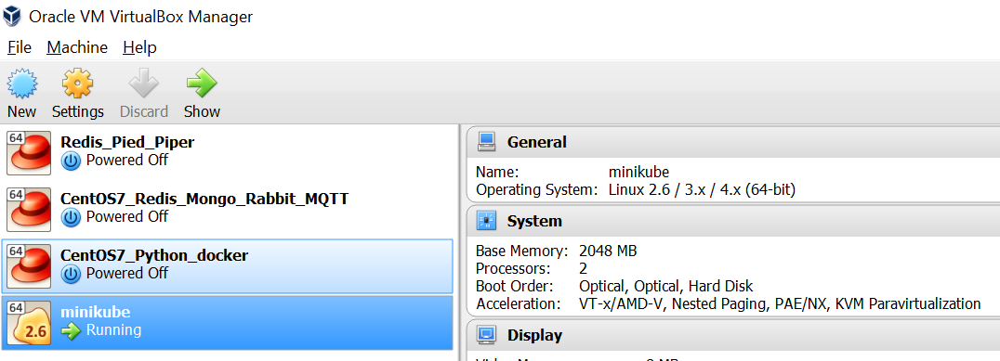 Oracle VM VirtualBox Manager
File Machine Help
New Settings Discard Show
64
Redis_Pied_Piper
Powered Off
64
CentOS7_Redis_Mongo_Rabbit_MQTT
Powered Off
64
CentOS7_Python_docker
Powered Off
64
2.6
minikube
Running
General
Name: minikube
Operating System: Linux 2.6 / 3.x / 4.x (64-bit)
System
Base Memory: 2048 MB
Processors: 2
Boot Order: Optical, Optical, Hard Disk
Acceleration: VT-x/AMD-V, Nested Paging, PAE/NX, KVM Paravirtualization
Display